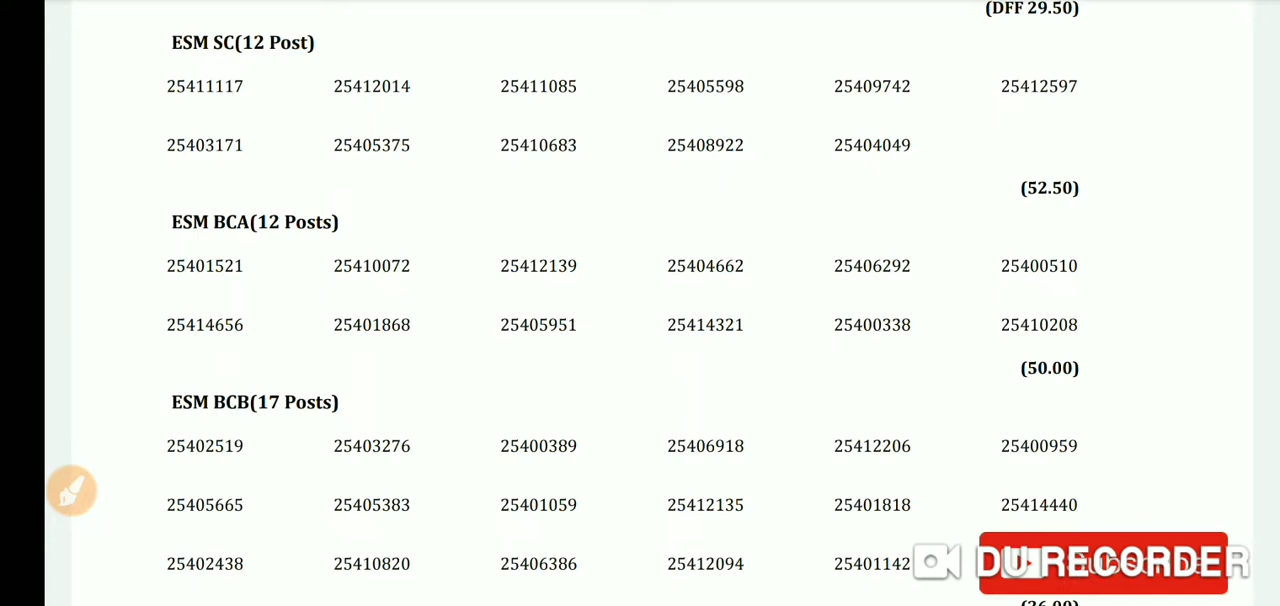 (DFF 29.50)
ESM SC(12 Post)
25411117 25412014 25411085 25405598 25409742 25412597
25403171 25405375 25410683 25408922 25404049
(52.50)
ESM BCA(12 Posts)
25401521 25410072 25412139 25404662 25406292 25400510
25414656 25401868 25405951 25414321 25400338 25410208
(50.00)
ESM BCB(17 Posts)
25402519 25403276 25400389 25406918 25412206 25400959
25405665 25405383 25401059 25412135 25401818 25414440
25402438 25410820 25406386 25412094 25401142
DU RECORDER